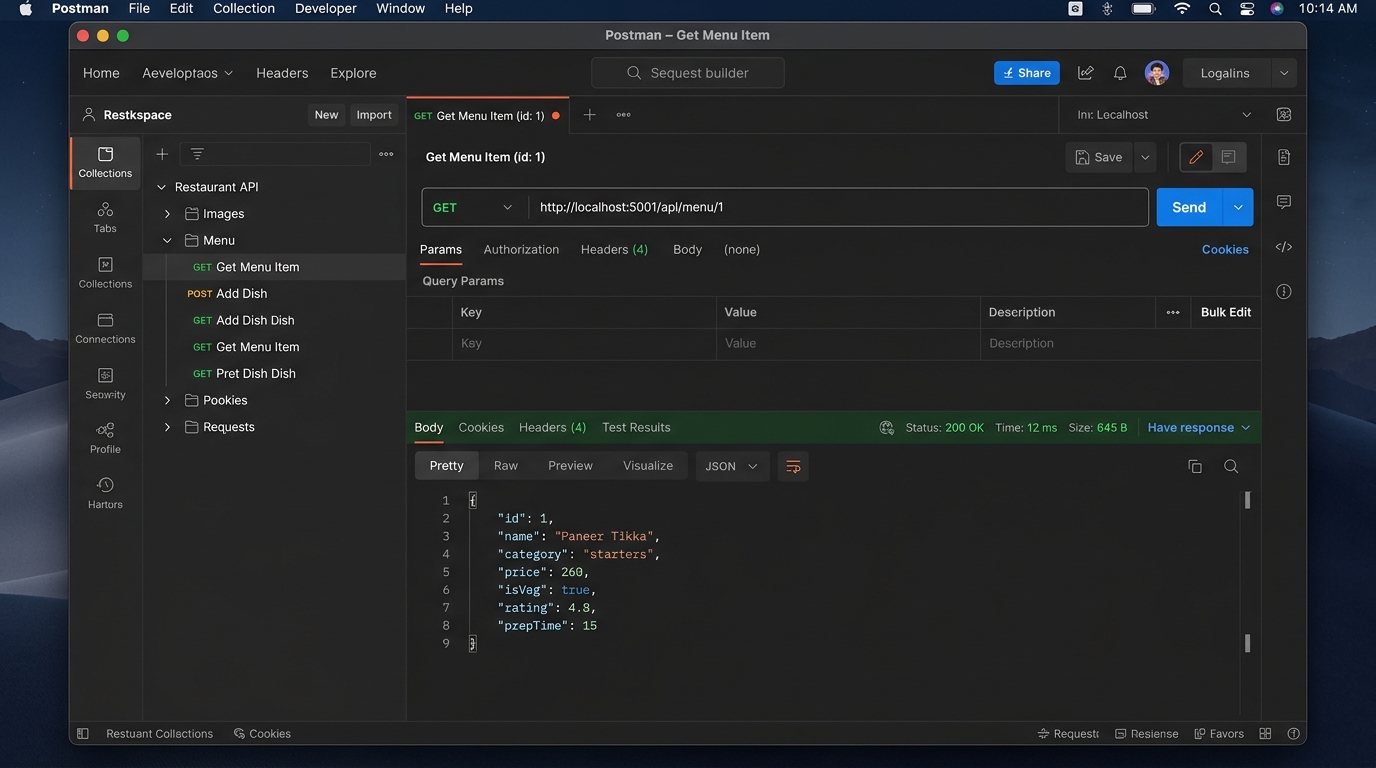 Postman File Edit Collection Developer Window Help 10:14 AM
Postman – Get Menu Item
Home Aeveloptaos Headers Explore Sequest builder Share Logalins
Restkspace New Import GET Get Menu Item (id: 1) In: Localhost
Get Menu Item (id: 1) Save
Collections
Tabs
Collections
Connections
Seowrity
Profile
Hartors
Restaurant API
Images
Menu
GET Get Menu Item
POST Add Dish
GET Add Dish Dish
GET Get Menu Item
GET Pret Dish Dish
Pookies
Requests
GET http://localhost:5001/apl/menu/1 Send
Params Authorization Headers (4) Body (none) Cookies
Query Params
Key Value Description Bulk Edit
Key Value Description
Body Cookies Headers (4) Test Results Status: 200 OK Time: 12 ms Size: 645 B Have response
Pretty Raw Preview Visualize JSON
1 {
2 "id": 1,
3 "name": "Paneer Tikka",
4 "category": "starters",
5 "price": 260,
6 "isVag": true,
7 "rating": 4.8,
8 "prepTime": 15
9 }
Restuant Collections Cookies Requests Resiense Favors